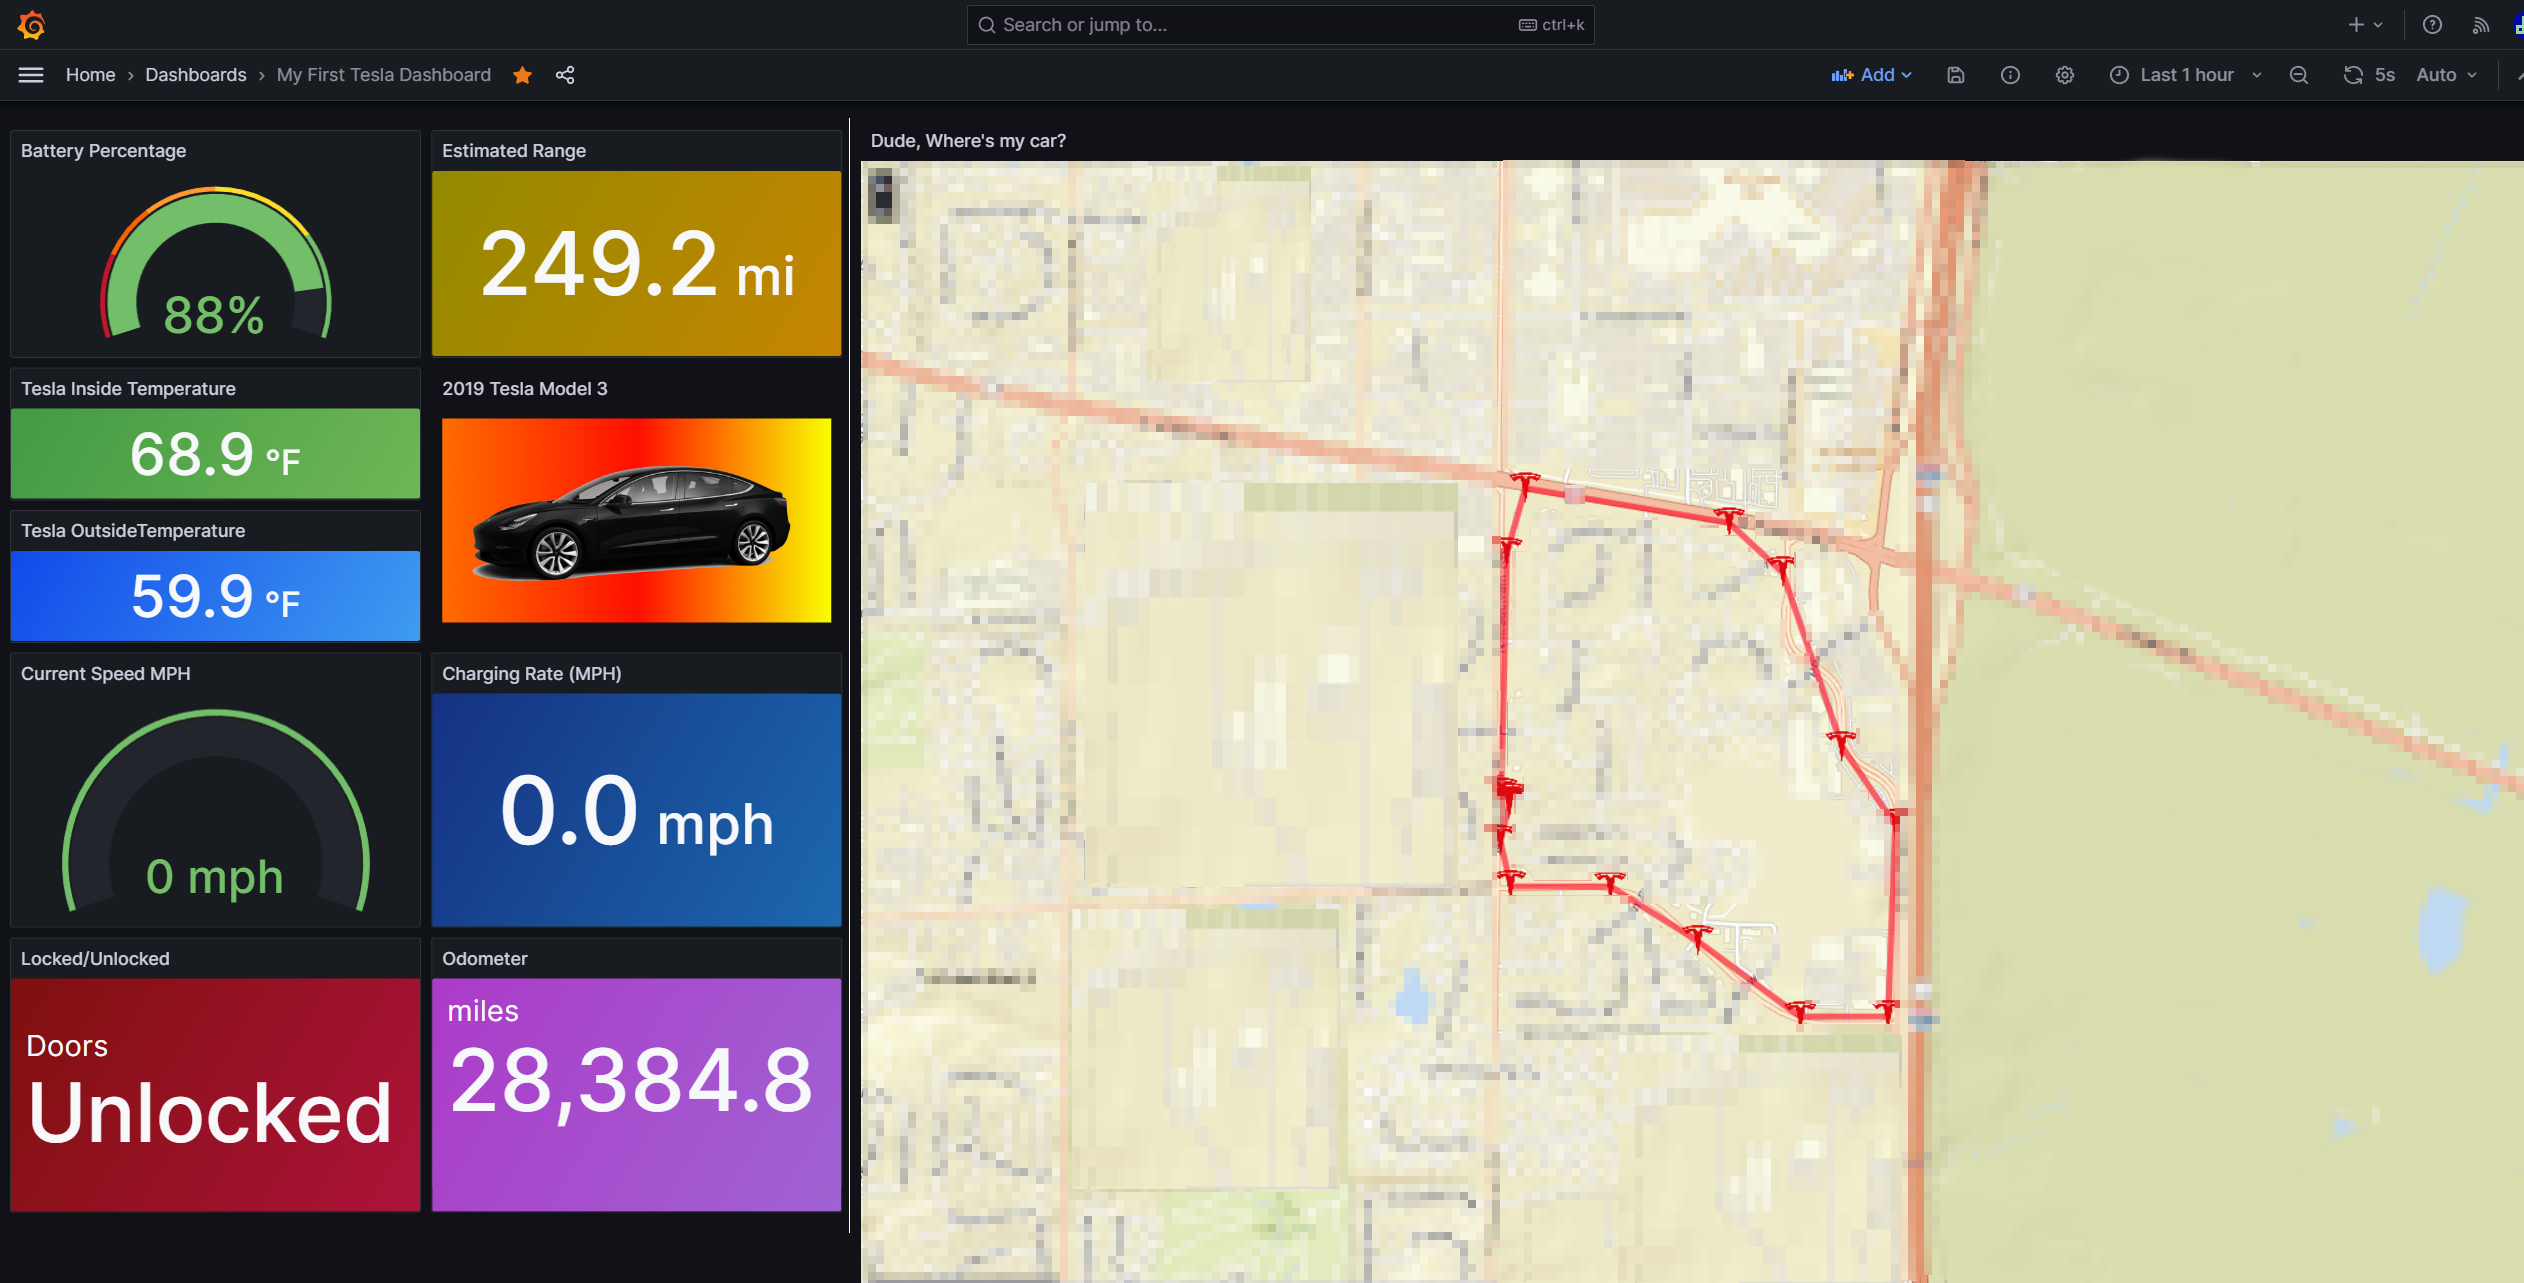 Search or jump to...
ctrl+k
Home
Dashboards
My First Tesla Dashboard
Add
Last 1 hour
5s
Auto
Battery Percentage
88%
Estimated Range
249.2 mi
Tesla Inside Temperature
68.9 °F
2019 Tesla Model 3
Tesla OutsideTemperature
59.9 °F
Current Speed MPH
0 mph
Charging Rate (MPH)
0.0 mph
Locked/Unlocked
Doors
Unlocked
Odometer
miles
28,384.8
Dude, Where's my car?